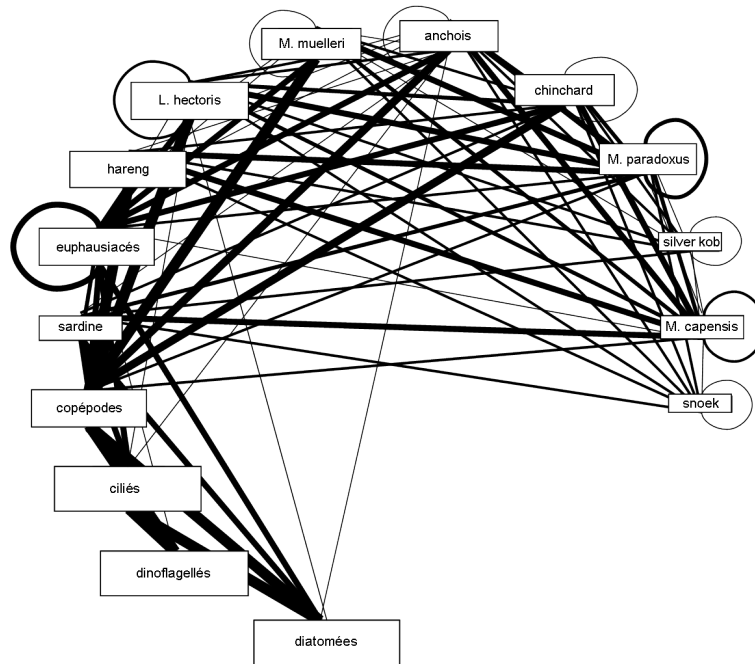 anchois
M. muelleri
chinchard
L. hectoris
M. paradoxus
hareng
silver kob
euphausiacés
sardine
M. capensis
copépodes
snoek
ciliés
dinoflagellés
diatomées